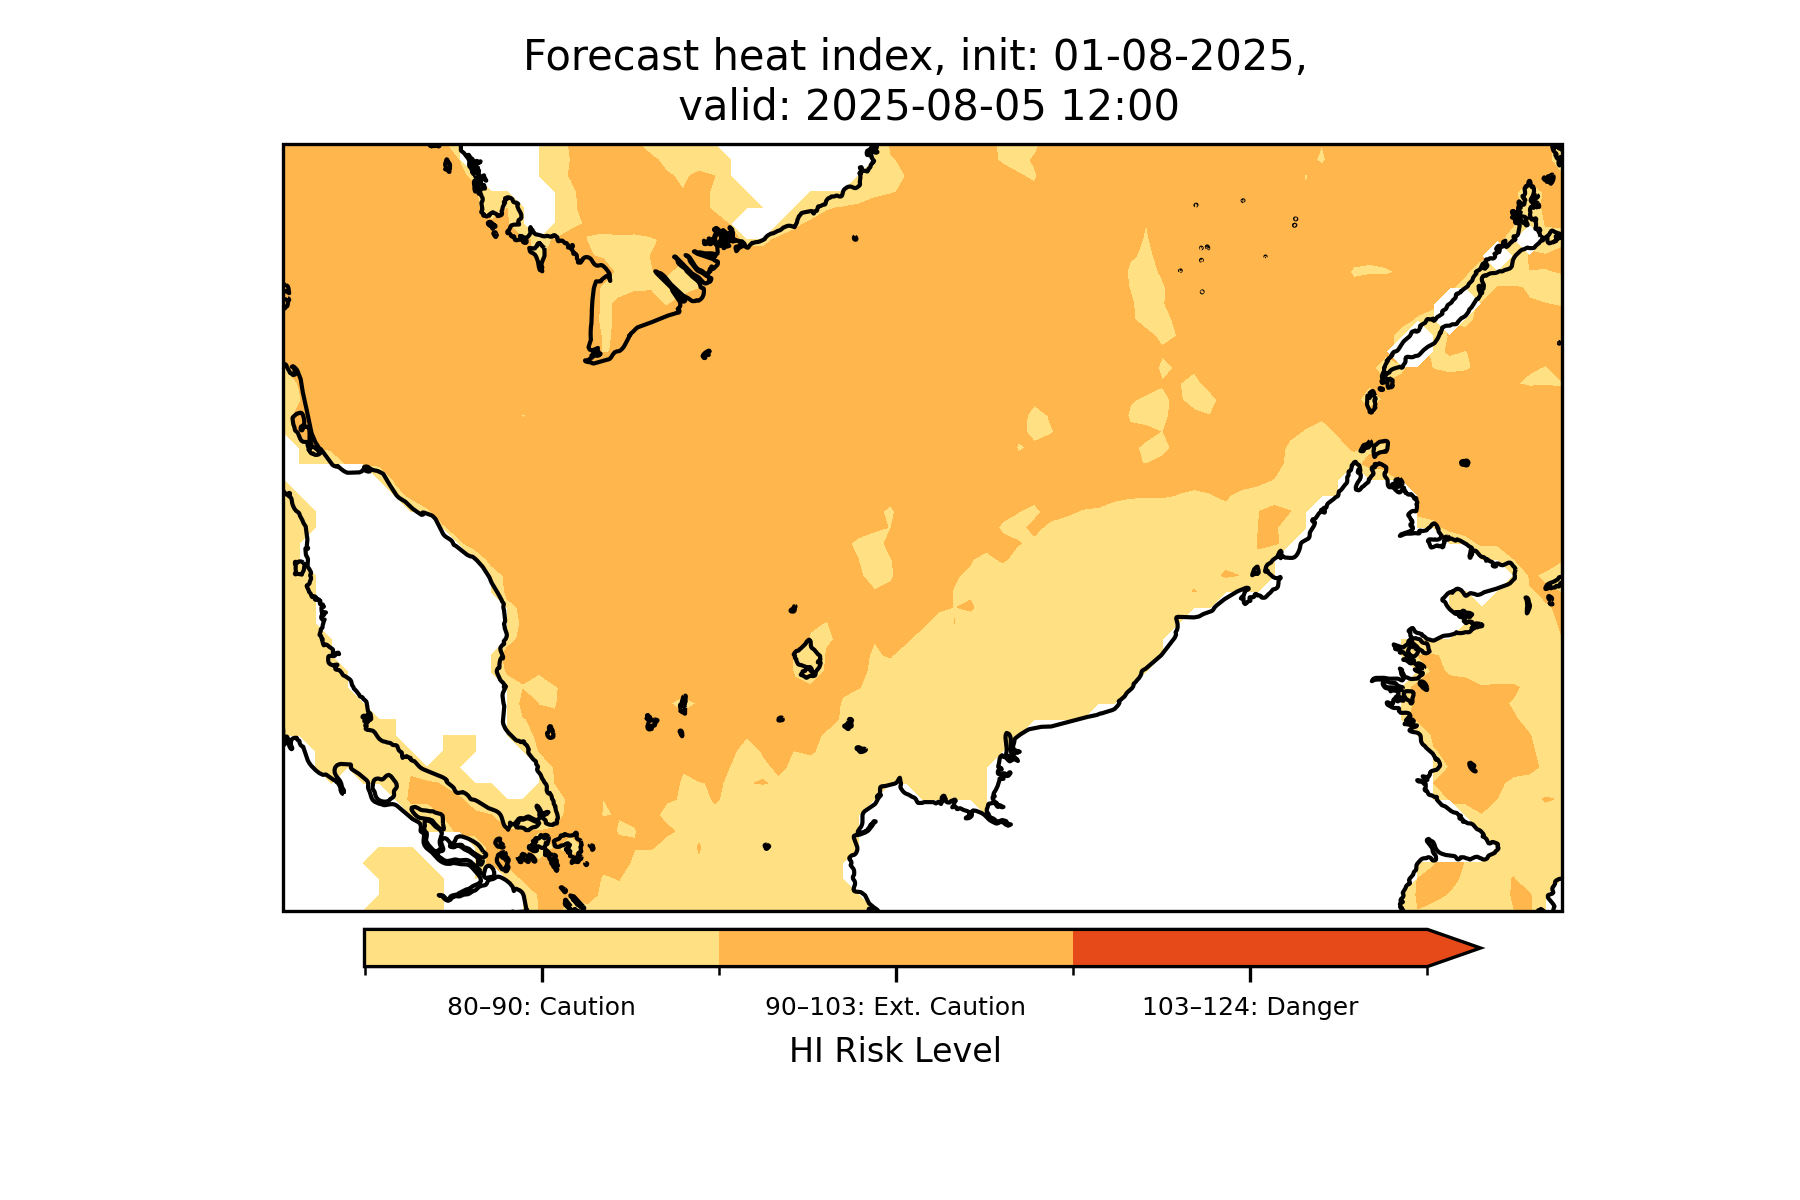 Forecast heat index, init: 01-08-2025,
valid: 2025-08-05 12:00
80–90: Caution
90–103: Ext. Caution
103–124: Danger
HI Risk Level